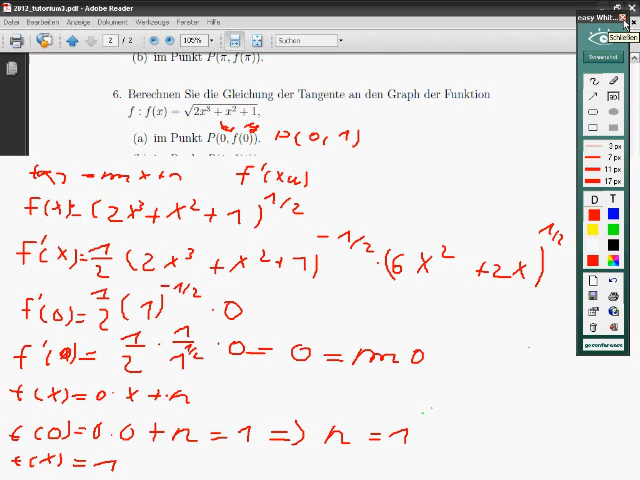 2012_tutorium3.pdf - Adobe Reader
easy Whit...
Datei Bearbeiten Anzeige Dokument Werkzeuge Fenster Hilfe
Schließen
2 / 2 105% Suchen
Screenshot
(b) im Punkt P(π, f(π)).
6. Berechnen Sie die Gleichung der Tangente an den Graph der Funktion
f : f(x) = √(2x³ + x² + 1),
(a) im Punkt P(0, f(0)). P(0, 1)
t(x) = mx+n f'(x₀)
f(x) = (2x³+x²+1)^1/2
f'(x) = 1/2 (2x³ + x² + 1)^-1/2 · (6x² + 2x)^1/2
f'(0) = 1/2 (1)^-1/2 · 0
f'(0) = 1/2 · 1/1^1/2 · 0 = 0 = m0
t(x) = 0·x+n
t(0) = 0·0+n = 1 => n = 1
t(x) = 1
ab
3 px
7 px
11 px
17 px
D T
goconference